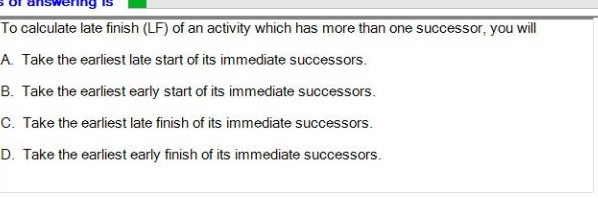 of answering is
To calculate late finish (LF) of an activity which has more than one successor, you will
A. Take the earliest late start of its immediate successors.
B. Take the earliest early start of its immediate successors.
C. Take the earliest late finish of its immediate successors.
D. Take the earliest early finish of its immediate successors.